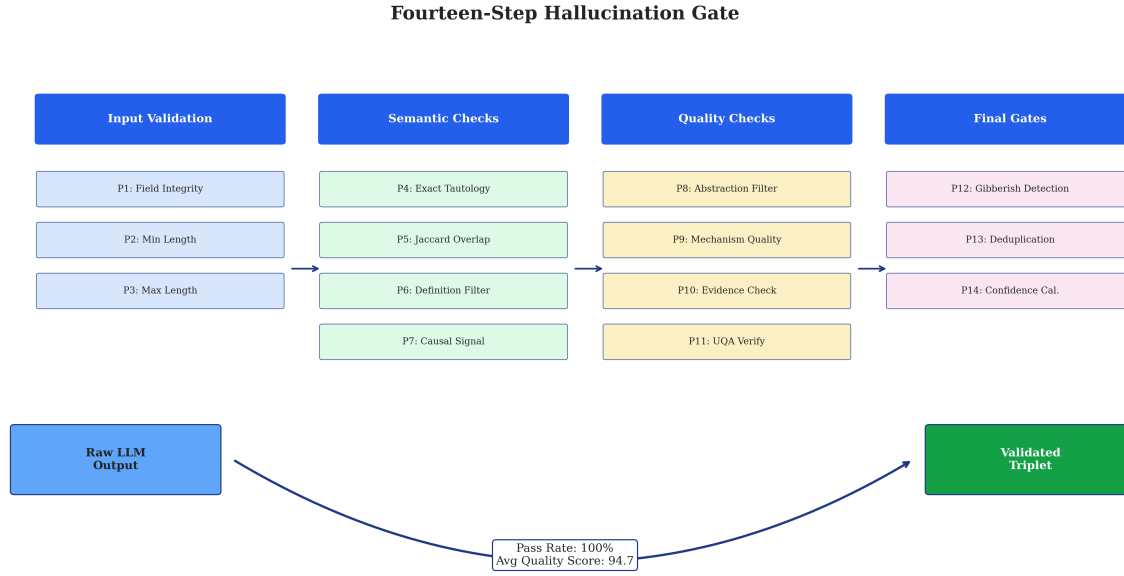 Fourteen-Step Hallucination Gate
Input Validation
P1: Field Integrity
P2: Min Length
P3: Max Length
Semantic Checks
P4: Exact Tautology
P5: Jaccard Overlap
P6: Definition Filter
P7: Causal Signal
Quality Checks
P8: Abstraction Filter
P9: Mechanism Quality
P10: Evidence Check
P11: UQA Verify
Final Gates
P12: Gibberish Detection
P13: Deduplication
P14: Confidence Cal.
Raw LLM
Output
Pass Rate: 100%
Avg Quality Score: 94.7
Validated
Triplet